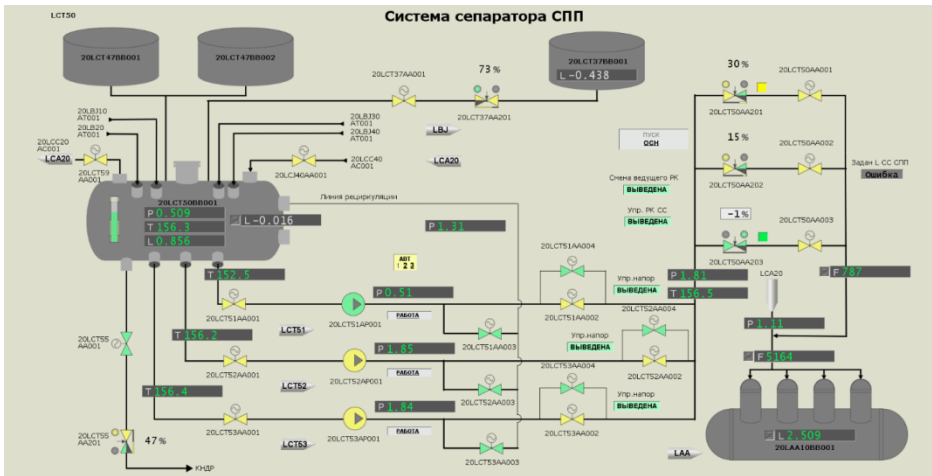 LCT50
Система сепаратора СПП
20LCT47BB001
20LCT47BB002
20LCT37AA001
73 %
20LCT37AA201
20LCT37BB001
L -0.438
30 %
20LCT50AA001
20LCT50AA201
20LBJ10
AT001
20LB20
AT001
20LCC20
AC001
LCA20
20LCT59
AA001
20LBJ30
AT001
20LBJ40
AT001
LBJ
20LCC40
AC001
LCA20
20LCJ40AA001
ПУСК
ОСН
15 %
20LCT50AA002
20LCT50AA202
Задан L СС СПП
Ошибка
Смена ведущего РК
ВЫВЕДЕНА
Упр. РК СС
ВЫВЕДЕНА
Линия рециркуляции
20LCT50BB001
P 0.509
T 156.3
L 0.856
L -0.016
P 1.31
-1 %
20LCT50AA003
20LCT50AA203
LCA20
F 787
T 152.5
АВТ
1 2 3
20LCT51AA004
Упр.напор
ВЫВЕДЕНА
P 1.81
T 156.5
20LCT51AA001
LCT51
20LCT51AP001
P 0.51
РАБОТА
20LCT51AA003
20LCT51AA002
20LCT52AA004
P 1.11
20LCT55
AA001
T 156.2
20LCT52AA001
LCT52
20LCT52AP001
P 1.85
РАБОТА
20LCT52AA003
Упр.напор
ВЫВЕДЕНА
20LCT52AA002
F 5164
T 156.4
20LCT53AA001
LCT53
20LCT53AP001
P 1.84
РАБОТА
20LCT53AA003
20LCT53AA004
Упр.напор
ВЫВЕДЕНА
20LCT53AA002
20LCT55
AA201
47 %
КНДР
LAA
L 2.509
20LAA10BB001